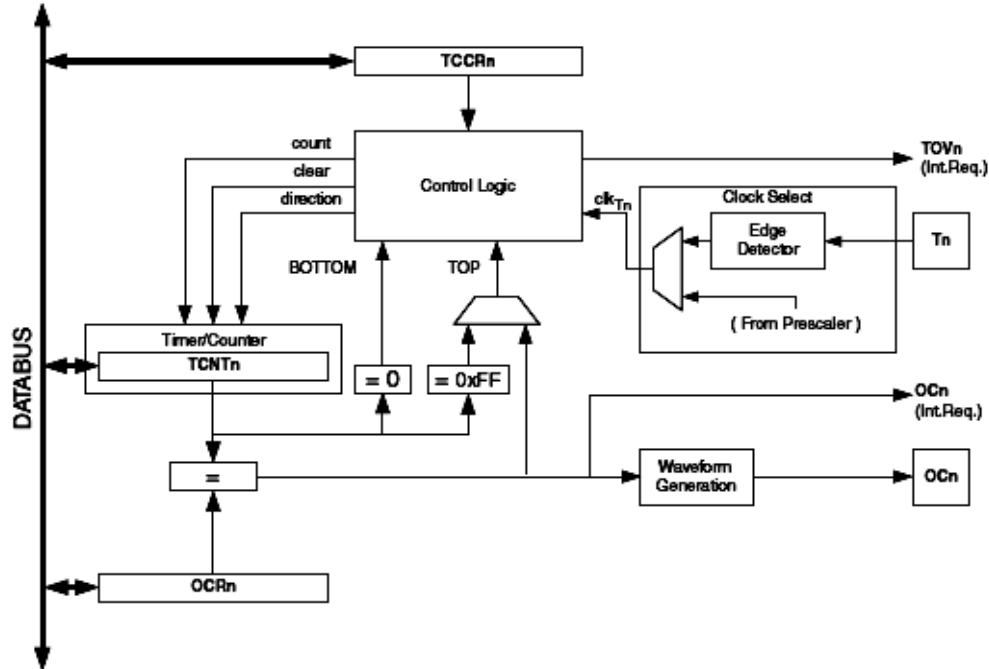 TCCRn
count
clear
direction
Control Logic
TOVn
(Int.Req.)
clkTn
Clock Select
Edge
Detector
Tn
( From Prescaler )
BOTTOM
TOP
DATABUS
Timer/Counter
TCNTn
= 0
= 0xFF
OCn
(Int.Req.)
=
Waveform
Generation
OCn
OCRn